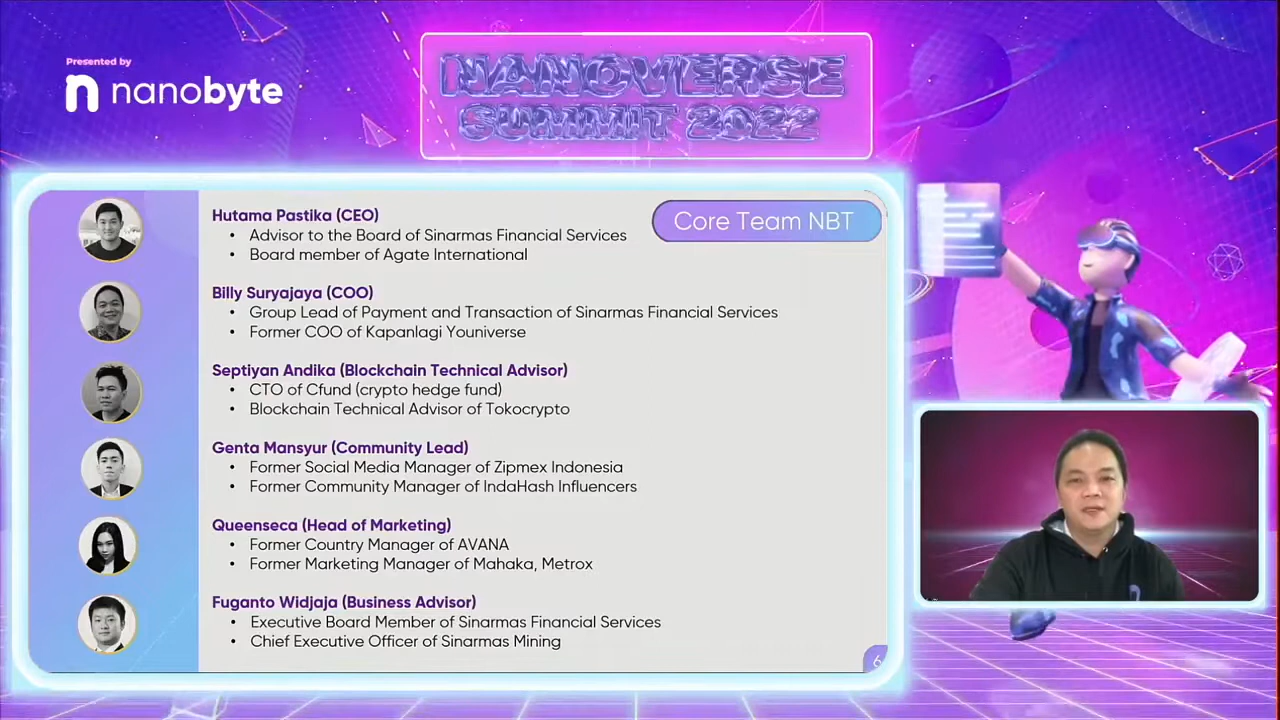 Presented by
nanobyte
NANOVERSE
SUMMIT 2022
Core Team NBT
Hutama Pastika (CEO)
• Advisor to the Board of Sinarmas Financial Services
• Board member of Agate International
Billy Suryajaya (COO)
• Group Lead of Payment and Transaction of Sinarmas Financial Services
• Former COO of Kapanlagi Youniverse
Septiyan Andika (Blockchain Technical Advisor)
• CTO of Cfund (crypto hedge fund)
• Blockchain Technical Advisor of Tokocrypto
Genta Mansyur (Community Lead)
• Former Social Media Manager of Zipmex Indonesia
• Former Community Manager of IndaHash Influencers
Queenseca (Head of Marketing)
• Former Country Manager of AVANA
• Former Marketing Manager of Mahaka, Metrox
Fuganto Widjaja (Business Advisor)
• Executive Board Member of Sinarmas Financial Services
• Chief Executive Officer of Sinarmas Mining
6